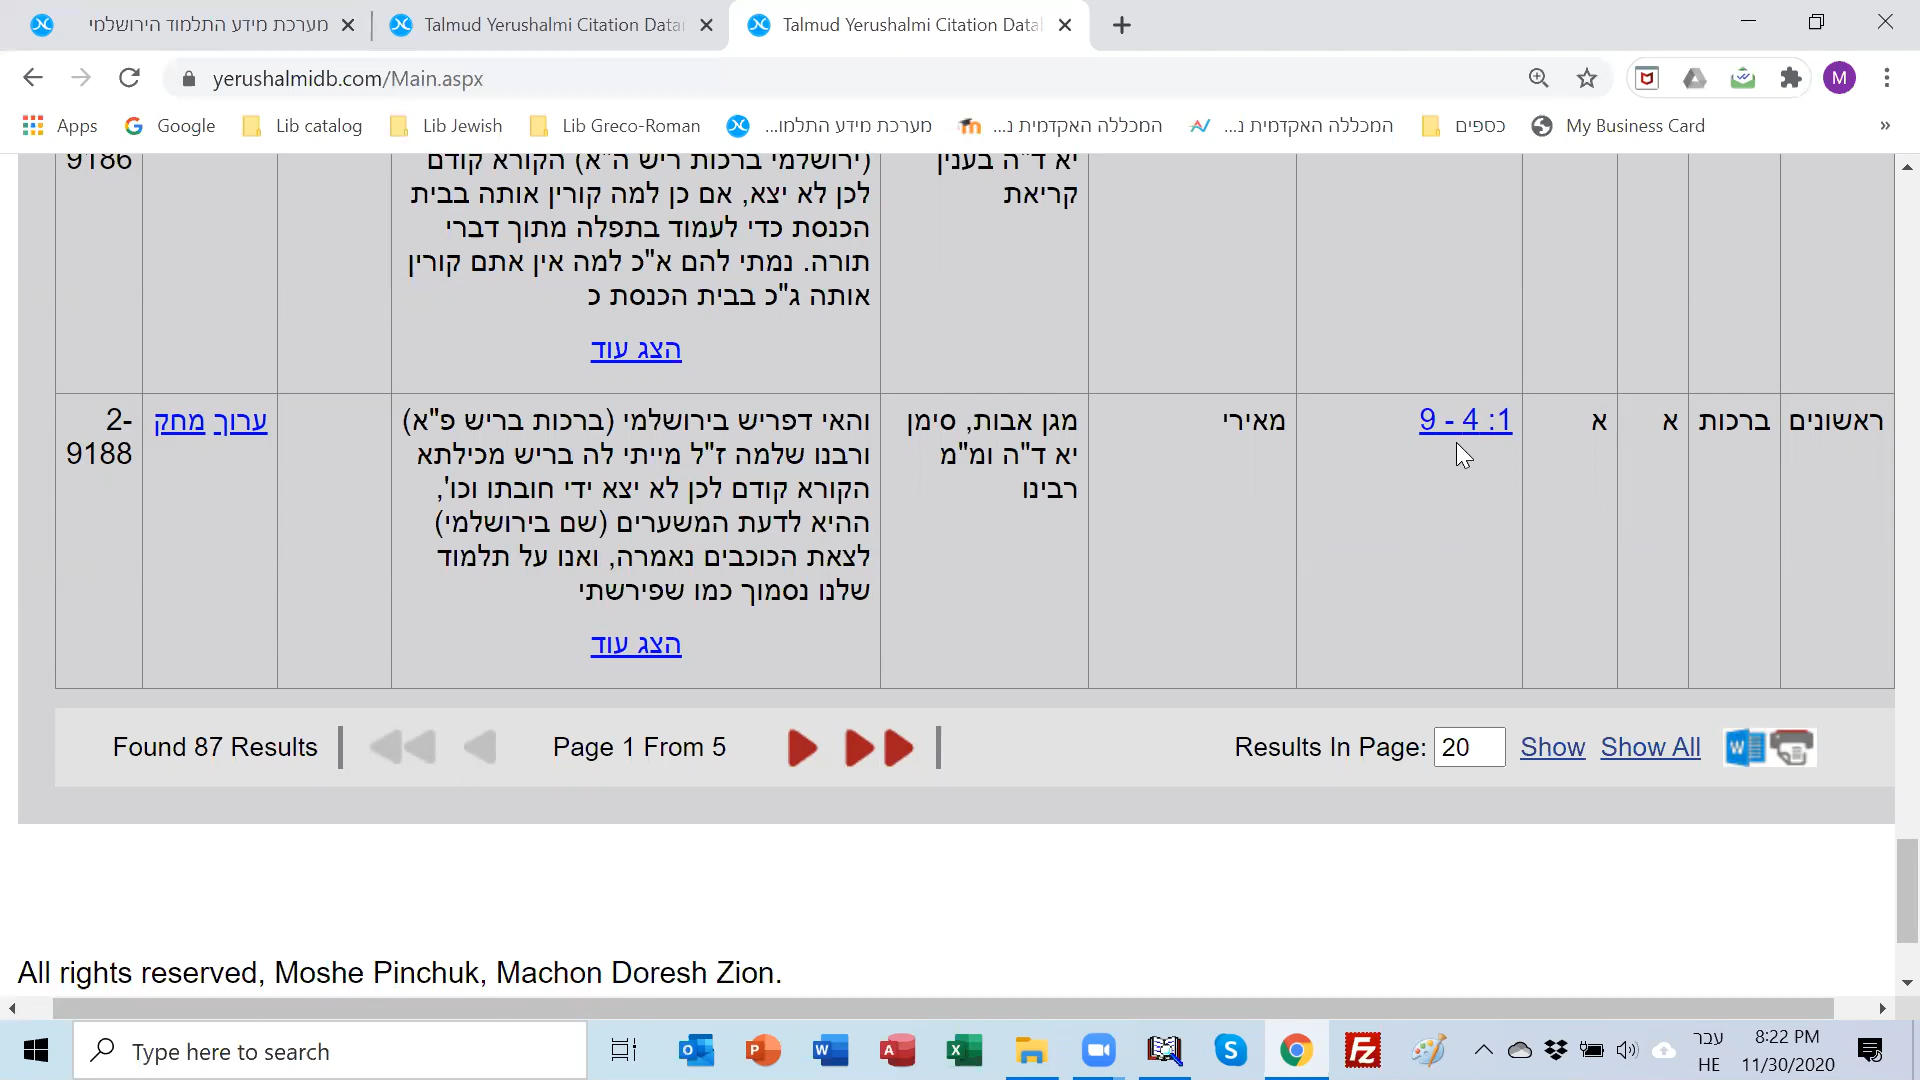 מערכת מידע התלמוד הירושלמי
Talmud Yerushalmi Citation Data
Talmud Yerushalmi Citation Data
yerushalmidb.com/Main.aspx
M
Apps
Google
Lib catalog
Lib Jewish
Lib Greco-Roman
מערכת מידע התלמו...
המכללה האקדמית נ...
המכללה האקדמית נ...
כספים
My Business Card
»
9186
(ירושלמי ברכות ריש ה"א) הקורא קודם
לכן לא יצא, אם כן למה קורין אותה בבית
הכנסת כדי לעמוד בתפלה מתוך דברי
תורה. נמתי להם א"כ למה אין אתם קורין
אותה ג"כ בבית הכנסת כ
הצג עוד
יא ד"ה בענין
קריאת
ראשונים
ברכות
א
א
1: 4 - 9
מאירי
מגן אבות, סימן
יא ד"ה ומ"מ
רבינו
והאי דפריש בירושלמי (ברכות בריש פ"א)
ורבנו שלמה ז"ל מייתי לה בריש מכילתא
הקורא קודם לכן לא יצא ידי חובתו וכו',
ההיא לדעת המשערים (שם בירושלמי)
לצאת הכוכבים נאמרה, ואנו על תלמוד
שלנו נסמוך כמו שפירשתי
הצג עוד
ערוך מחק
2-
9188
Found 87 Results
Page 1 From 5
Results In Page: 20 Show Show All
All rights reserved, Moshe Pinchuk, Machon Doresh Zion.
Type here to search
עבר
HE
8:22 PM
11/30/2020